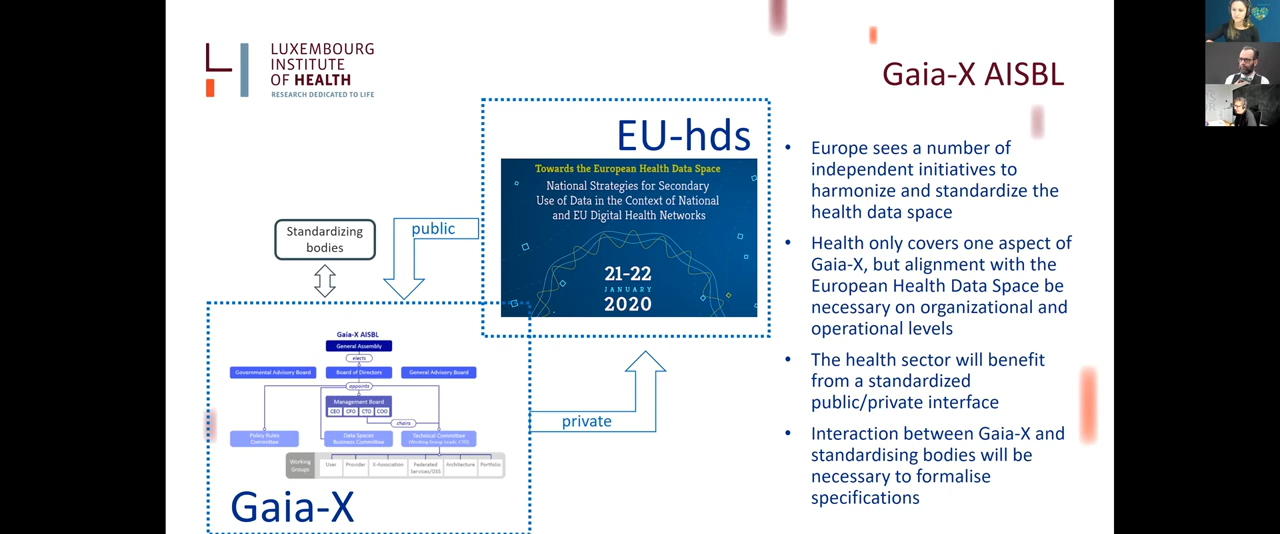 LUXEMBOURG
INSTITUTE
OF HEALTH
RESEARCH DEDICATED TO LIFE
Gaia-X AISBL
EU-hds
Towards the European Health Data Space
National Strategies for Secondary
Use of Data in the Context of National
and EU Digital Health Networks
21-22
JANUARY
2020
Standardizing
bodies
public
private
Gaia-X AISBL
General Assembly
elects
Governmental Advisory Board
Board of Directors
General Advisory Board
appoints
Management Board
CEO
CFO
CTO
COO
chairs
Policy Rules
Committee
Data Spaces
Business Committee
Technical Committee
(Working Group Leads, CTO)
Working
Groups
User
Provider
X-Association
Federated
Services/OSS
Architecture
Portfolio
Gaia-X
• Europe sees a number of
independent initiatives to
harmonize and standardize the
health data space
• Health only covers one aspect of
Gaia-X, but alignment with the
European Health Data Space be
necessary on organizational and
operational levels
• The health sector will benefit
from a standardized
public/private interface
• Interaction between Gaia-X and
standardising bodies will be
necessary to formalise
specifications